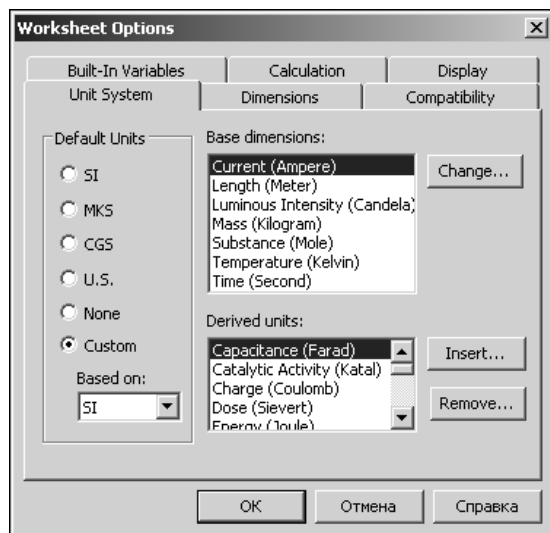 Worksheet Options
Built-In Variables
Calculation
Display
Unit System
Dimensions
Compatibility
Default Units
SI
MKS
CGS
U.S.
None
Custom
Based on:
SI
Base dimensions:
Current (Ampere)
Length (Meter)
Luminous Intensity (Candela)
Mass (Kilogram)
Substance (Mole)
Temperature (Kelvin)
Time (Second)
Change...
Derived units:
Capacitance (Farad)
Catalytic Activity (Katal)
Charge (Coulomb)
Dose (Sievert)
Energy (Joule)
Insert...
Remove...
OK
Отмена
Справка